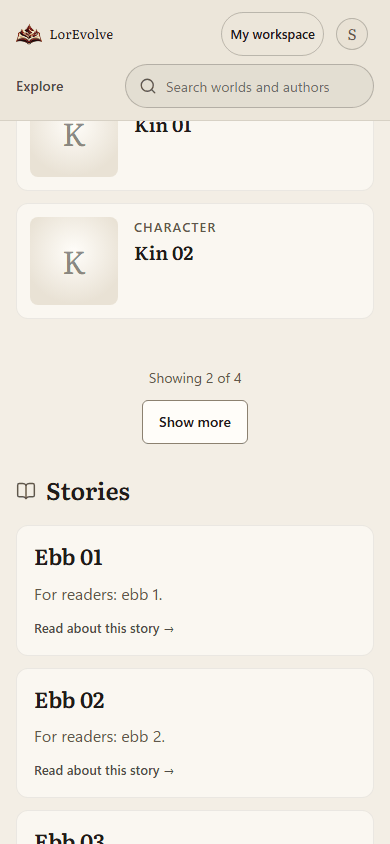 LorEvolve
My workspace
S
Explore
Search worlds and authors
K
Kin 01
K
CHARACTER
Kin 02
Showing 2 of 4
Show more
Stories
Ebb 01
For readers: ebb 1.
Read about this story →
Ebb 02
For readers: ebb 2.
Read about this story →
Ebb 03